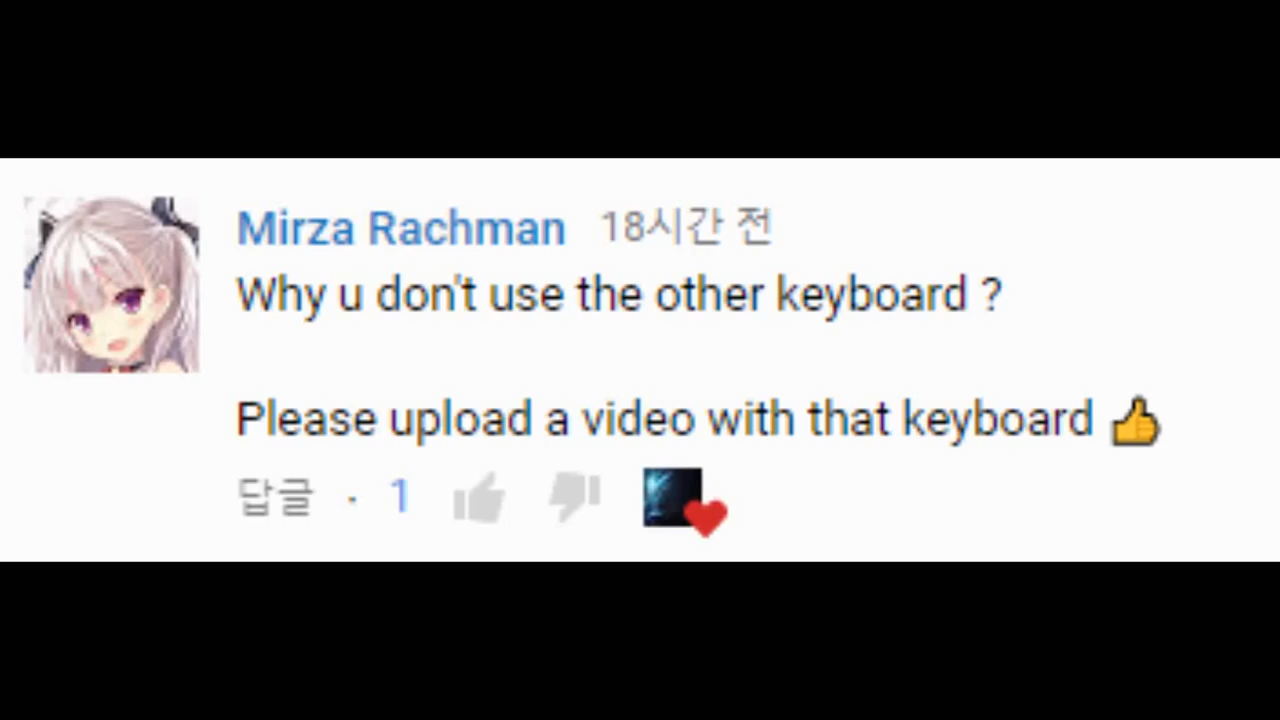 Mirza Rachman 18시간 전
Why u don't use the other keyboard ?
Please upload a video with that keyboard 👍
답글 · 1